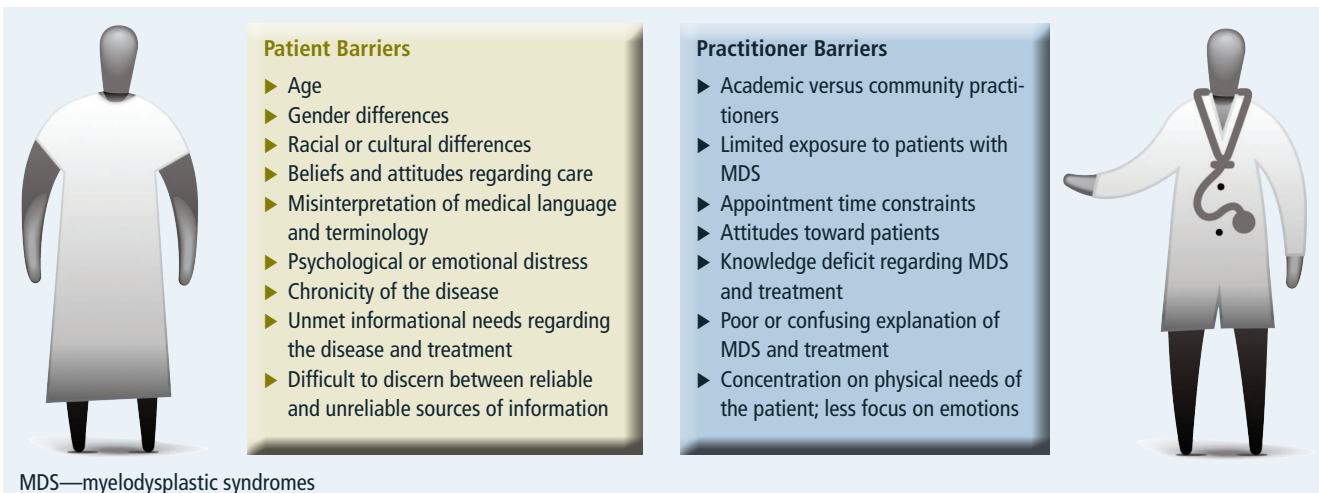 Patient Barriers
▶ Age
▶ Gender differences
▶ Racial or cultural differences
▶ Beliefs and attitudes regarding care
▶ Misinterpretation of medical language
and terminology
▶ Psychological or emotional distress
▶ Chronicity of the disease
▶ Unmet informational needs regarding
the disease and treatment
▶ Difficult to discern between reliable
and unreliable sources of information
Practitioner Barriers
▶ Academic versus community practi-
tioners
▶ Limited exposure to patients with
MDS
▶ Appointment time constraints
▶ Attitudes toward patients
▶ Knowledge deficit regarding MDS
and treatment
▶ Poor or confusing explanation of
MDS and treatment
▶ Concentration on physical needs of
the patient; less focus on emotions
MDS—myelodysplastic syndromes